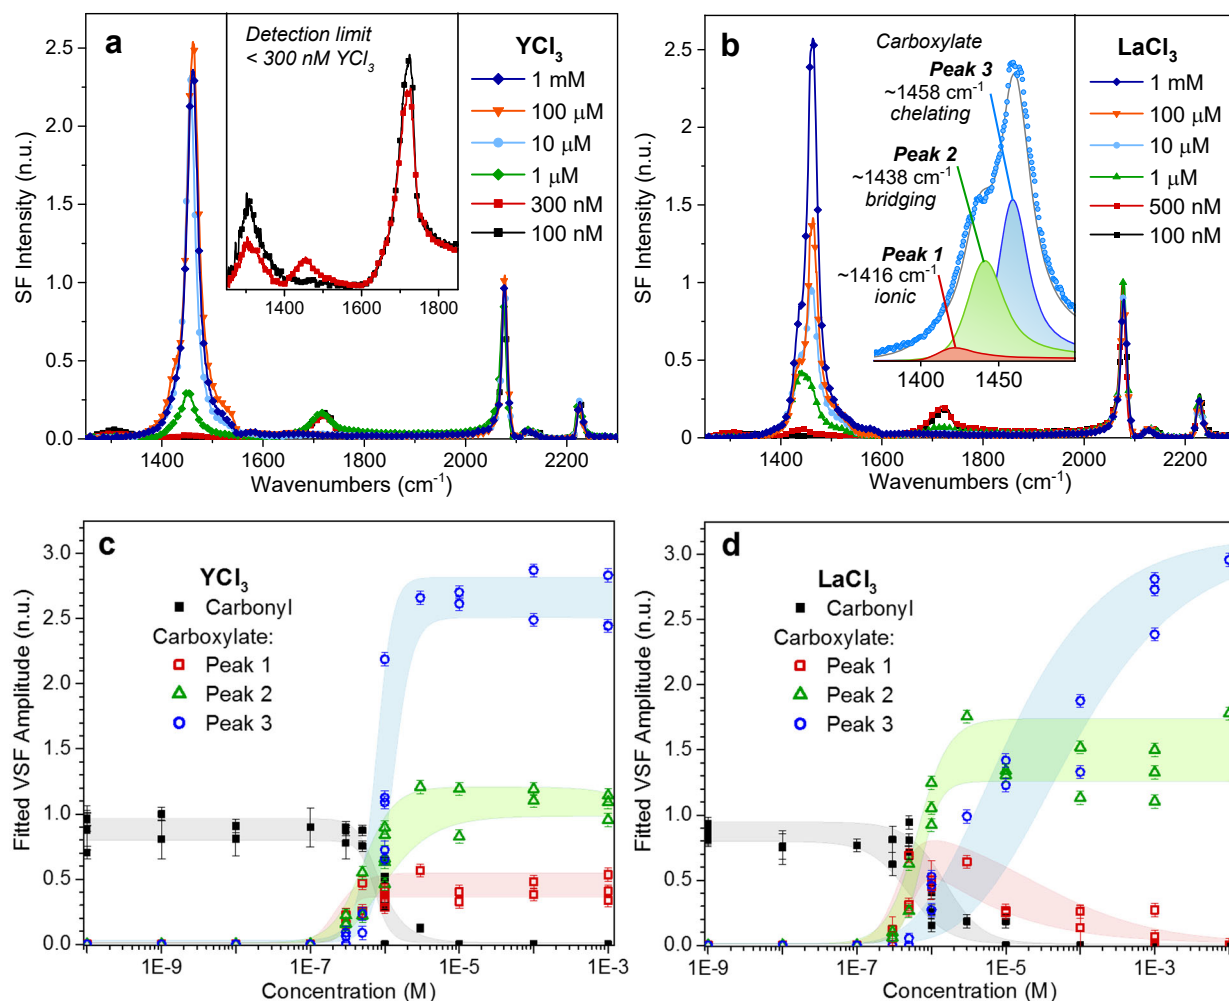 a
Detection limit
< 300 nM YCl3
YCl3
1 mM
100 μM
10 μM
1 μM
300 nM
100 nM
2.5
2.0
1.5
1.0
0.5
0.0
SF Intensity (n.u.)
1400 1600 1800
1400 1600 1800 2000 2200
Wavenumbers (cm-1)
b
Carboxylate
Peak 3
~1458 cm-1
chelating
Peak 2
~1438 cm-1
bridging
Peak 1
~1416 cm-1
ionic
LaCl3
1 mM
100 μM
10 μM
1 μM
500 nM
100 nM
2.5
2.0
1.5
1.0
0.5
0.0
SF Intensity (n.u.)
1400 1450
1400 1600 1800 2000 2200
Wavenumbers (cm-1)
c
YCl3
Carbonyl
Carboxylate:
Peak 1
Peak 2
Peak 3
3.0
2.5
2.0
1.5
1.0
0.5
0.0
Fitted VSF Amplitude (n.u.)
1E-9 1E-7 1E-5 1E-3
Concentration (M)
d
LaCl3
Carbonyl
Carboxylate:
Peak 1
Peak 2
Peak 3
3.0
2.5
2.0
1.5
1.0
0.5
0.0
Fitted VSF Amplitude (n.u.)
1E-9 1E-7 1E-5 1E-3
Concentration (M)